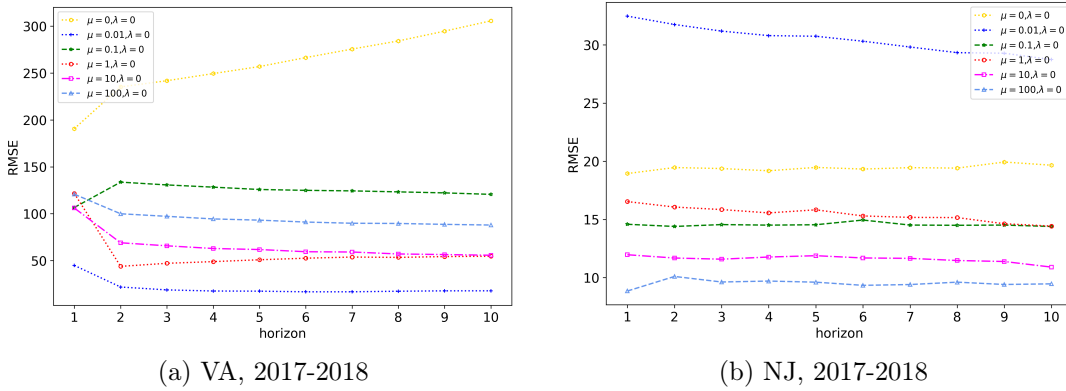 300
250
200
150
100
50
RMSE
μ = 0,λ = 0
μ = 0.01,λ = 0
μ = 0.1,λ = 0
μ = 1,λ = 0
μ = 10,λ = 0
μ = 100,λ = 0
1 2 3 4 5 6 7 8 9 10
horizon
(a) VA, 2017-2018
30
25
20
15
10
RMSE
μ = 0,λ = 0
μ = 0.01,λ = 0
μ = 0.1,λ = 0
μ = 1,λ = 0
μ = 10,λ = 0
μ = 100,λ = 0
1 2 3 4 5 6 7 8 9 10
horizon
(b) NJ, 2017-2018